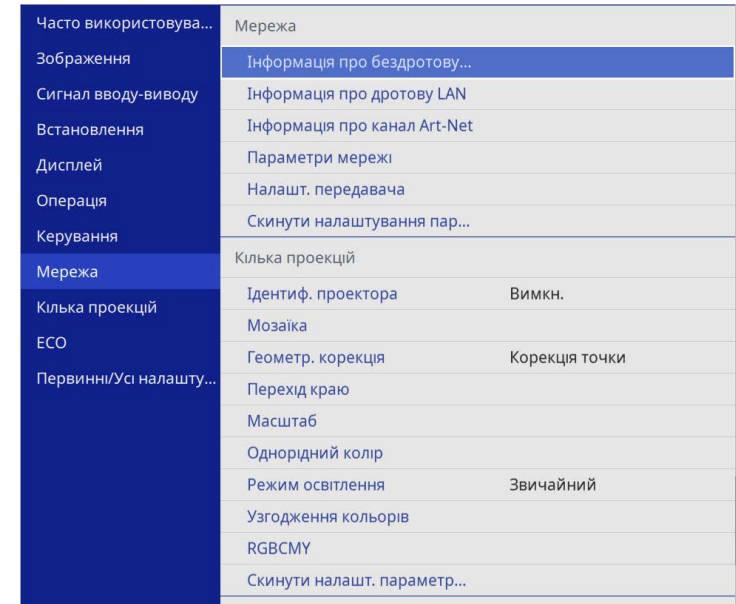 Часто використовува...
Зображення
Сигнал вводу-виводу
Встановлення
Дисплей
Операція
Керування
Мережа
Кілька проекцій
ECO
Первинні/Усі налашту...
Мережа
Інформація про бездротову...
Інформація про дротову LAN
Інформація про канал Art-Net
Параметри мережі
Налашт. передавача
Скинути налаштування пар...
Кілька проекцій
Ідентиф. проектора Вимкн.
Мозаїка
Геометр. корекція Корекція точки
Перехід краю
Масштаб
Однорідний колір
Режим освітлення Звичайний
Узгодження кольорів
RGBCMY
Скинути налашт. параметр...